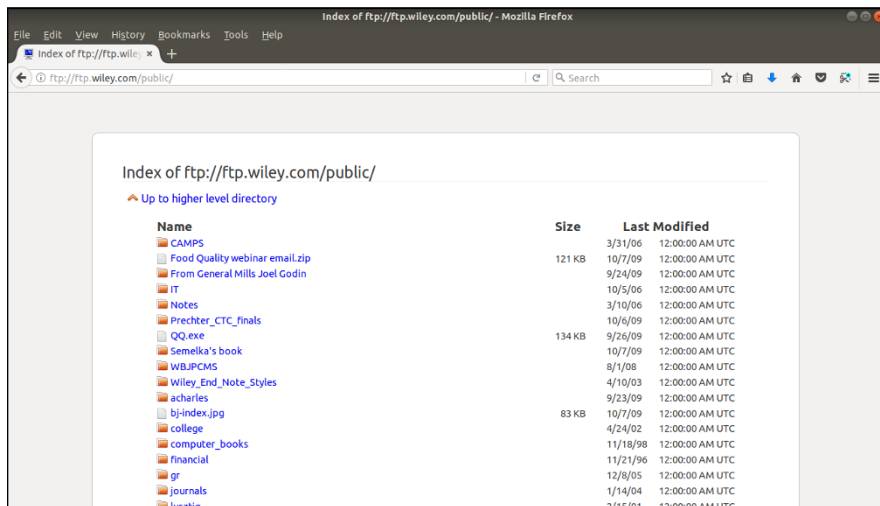 Index of ftp://ftp.wiley.com/public/ - Mozilla Firefox
File Edit View History Bookmarks Tools Help
Index of ftp://ftp.wile
ftp://ftp.wiley.com/public/ Search
Index of ftp://ftp.wiley.com/public/
Up to higher level directory
Name Size Last Modified
CAMPS 3/31/06 12:00:00 AM UTC
Food Quality webinar email.zip 121 KB 10/7/09 12:00:00 AM UTC
From General Mills Joel Godin 9/24/09 12:00:00 AM UTC
IT 10/5/06 12:00:00 AM UTC
Notes 3/10/06 12:00:00 AM UTC
Prechter_CTC_finals 10/6/09 12:00:00 AM UTC
QQ.exe 134 KB 9/26/09 12:00:00 AM UTC
Semelka's book 10/7/09 12:00:00 AM UTC
WBJPCMS 8/1/08 12:00:00 AM UTC
Wiley_End_Note_Styles 4/10/03 12:00:00 AM UTC
acharles 9/23/09 12:00:00 AM UTC
bj-index.jpg 83 KB 10/7/09 12:00:00 AM UTC
college 4/24/02 12:00:00 AM UTC
computer_books 11/18/98 12:00:00 AM UTC
financial 11/21/96 12:00:00 AM UTC
gr 12/8/05 12:00:00 AM UTC
journals 1/14/04 12:00:00 AM UTC
12:00:00 AM UTC